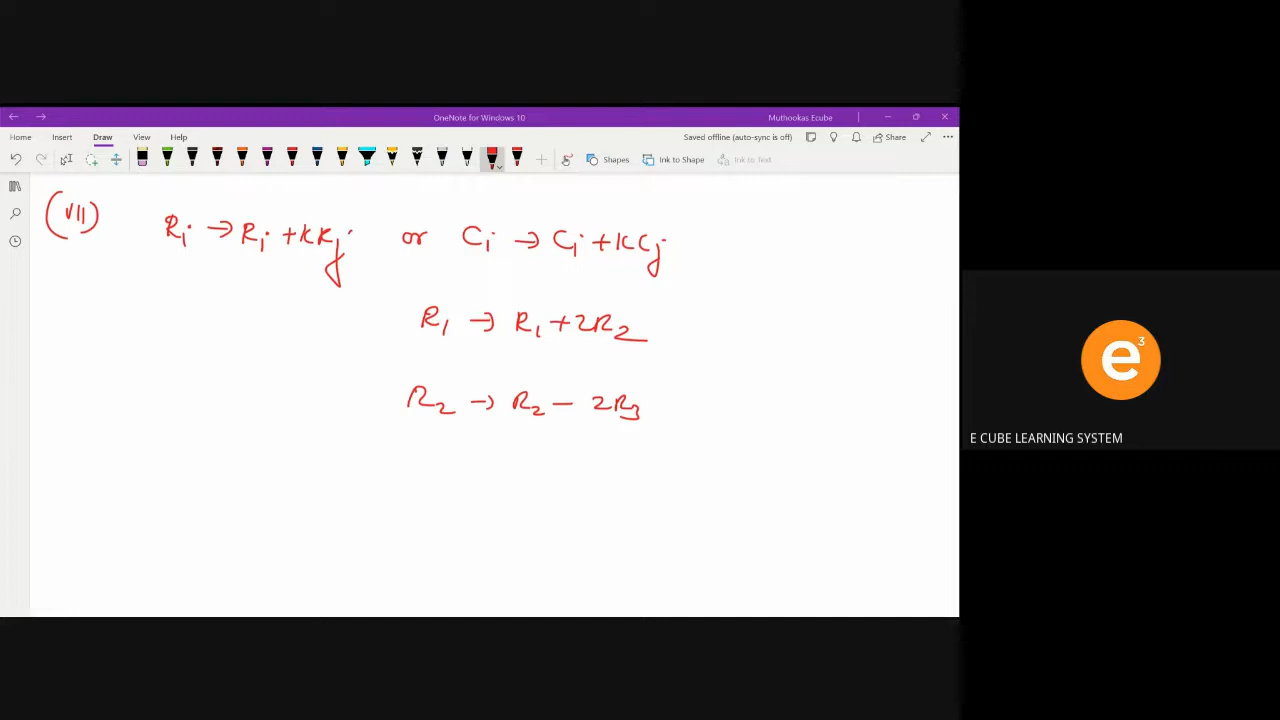 OneNote for Windows 10
Muthookas Ecube
Home Insert Draw View Help
Saved offline (auto-sync is off)
Share
Shapes
Ink to Shape
Ink to Text
(VII) Ri → Ri + KRj or Ci → Ci + KCj
R1 → R1 + 2R2
R2 → R2 − 2R3
e3
E CUBE LEARNING SYSTEM